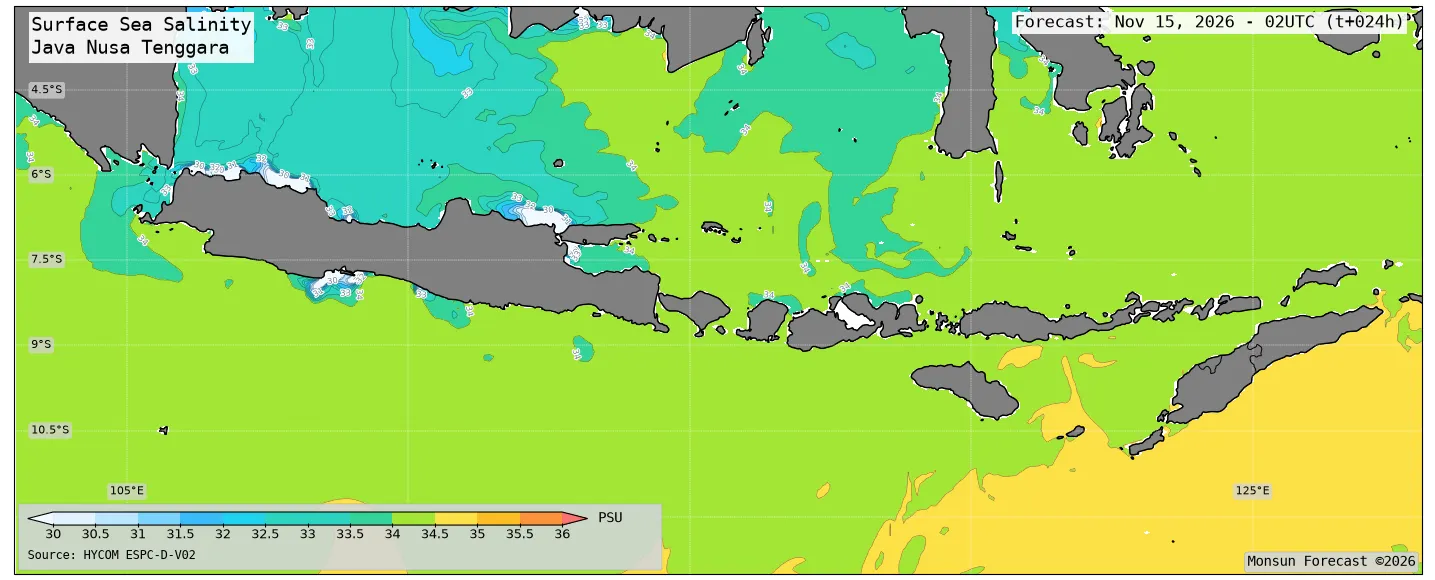 Surface Sea Salinity
Java Nusa Tenggara
Forecast: Nov 15, 2026 - 02UTC (t+024h)
4.5°S
6°S
7.5°S
9°S
10.5°S
105°E
125°E
PSU
30 30.5 31 31.5 32 32.5 33 33.5 34 34.5 35 35.5 36
Source: HYCOM ESPC-D-V02
Monsun Forecast ©2026